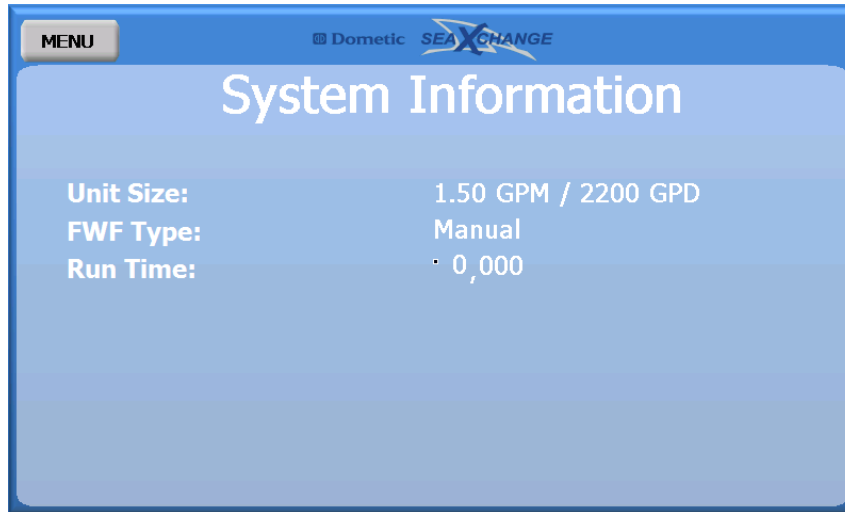 MENU
Dometic SEAXCHANGE
System Information
Unit Size: 1.50 GPM / 2200 GPD
FWF Type: Manual
Run Time: 0,000